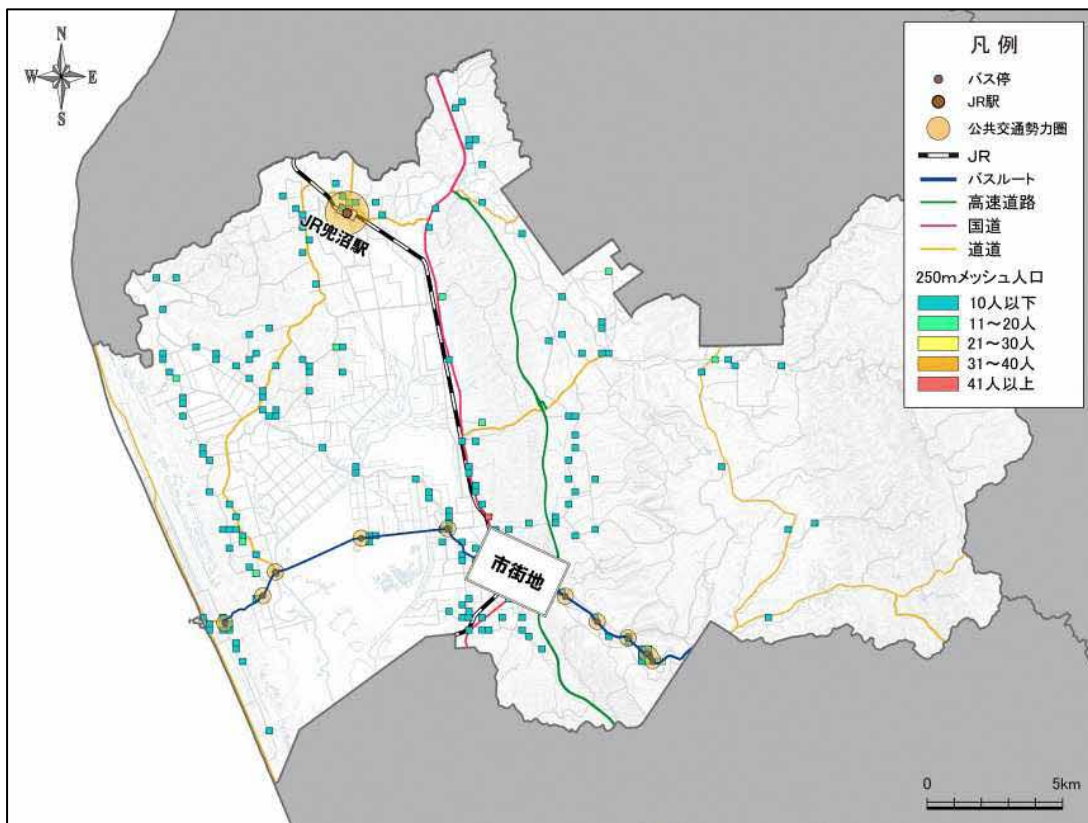 N
W E
S
凡 例
バス停
JR駅
公共交通勢力圏
JR
バスルート
高速道路
国道
道道
250mメッシュ人口
10人以下
11～20人
21～30人
31～40人
41人以上
JR兜沼駅
市街地
0 5km